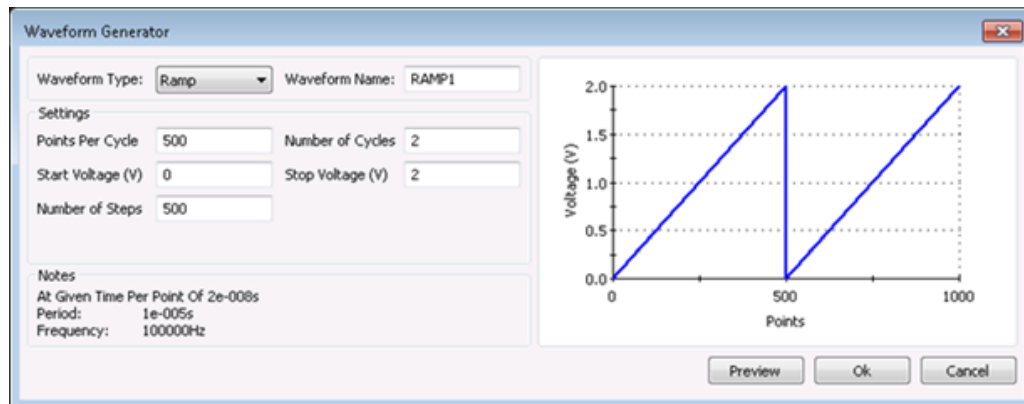 Waveform Generator
Waveform Type: Ramp Waveform Name: RAMP1
Settings
Points Per Cycle 500 Number of Cycles 2
Start Voltage (V) 0 Stop Voltage (V) 2
Number of Steps 500
Notes
At Given Time Per Point Of 2e-008s
Period: 1e-005s
Frequency: 100000Hz
Voltage (V)
2.0
1.5
1.0
0.5
0.0
0 500 1000
Points
Preview Ok Cancel